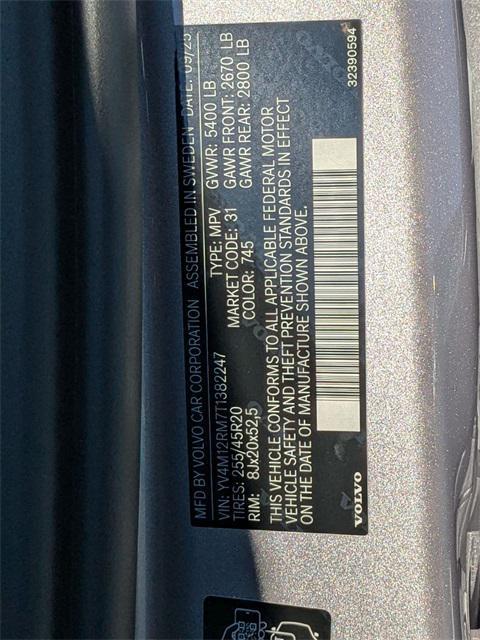 MFD BY VOLVO CAR CORPORATION ASSEMBLED IN SWEDEN DATE: 09/25
VIN: YV4M12RM7T1382247 TYPE: MPV GVWR: 5400 LB
TIRES: 255/45R20 MARKET CODE: 31 GAWR FRONT: 2670 LB
RIM: 8JX20x52,5 COLOR: 745 GAWR REAR: 2800 LB
THIS VEHICLE CONFORMS TO ALL APPLICABLE FEDERAL MOTOR
VEHICLE SAFETY AND THEFT PREVENTION STANDARDS IN EFFECT
ON THE DATE OF MANUFACTURE SHOWN ABOVE.
VOLVO 32390594